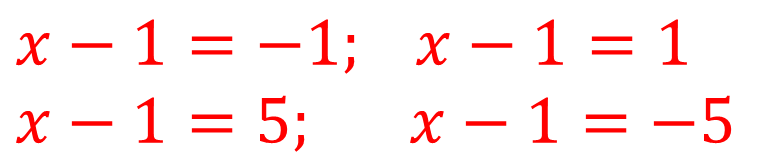 x − 1 = −1; x − 1 = 1
x − 1 = 5; x − 1 = −5